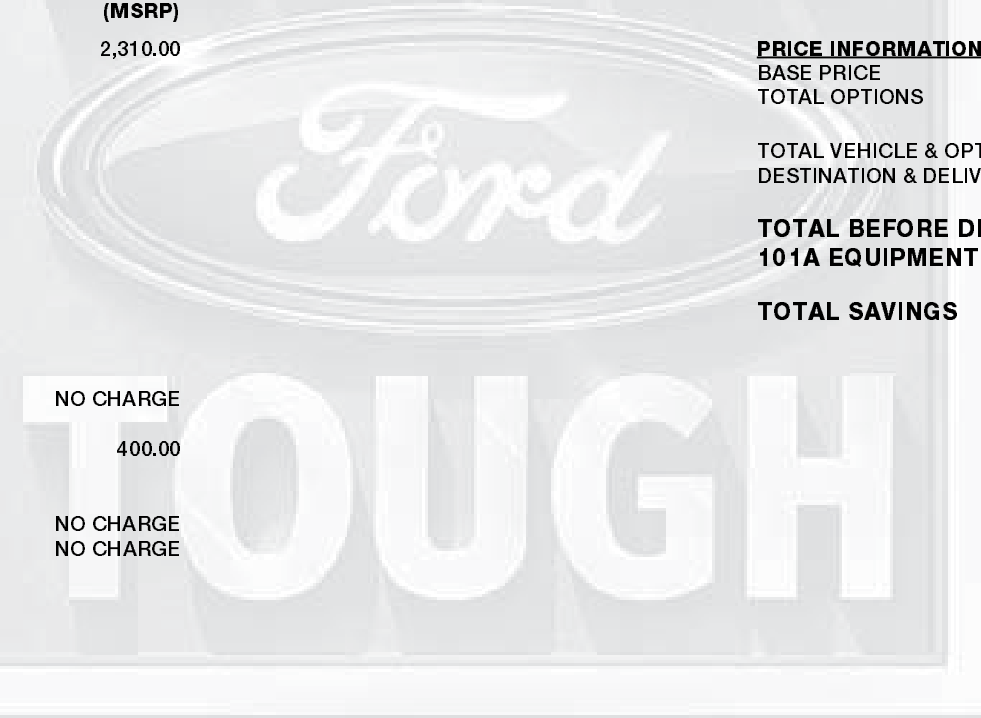 (MSRP)
2,310.00
NO CHARGE
400.00
NO CHARGE
NO CHARGE
Ford
TOUGH
PRICE INFORMATION
BASE PRICE
TOTAL OPTIONS
TOTAL VEHICLE & OPT
DESTINATION & DELIV
TOTAL BEFORE DI
101A EQUIPMENT
TOTAL SAVINGS